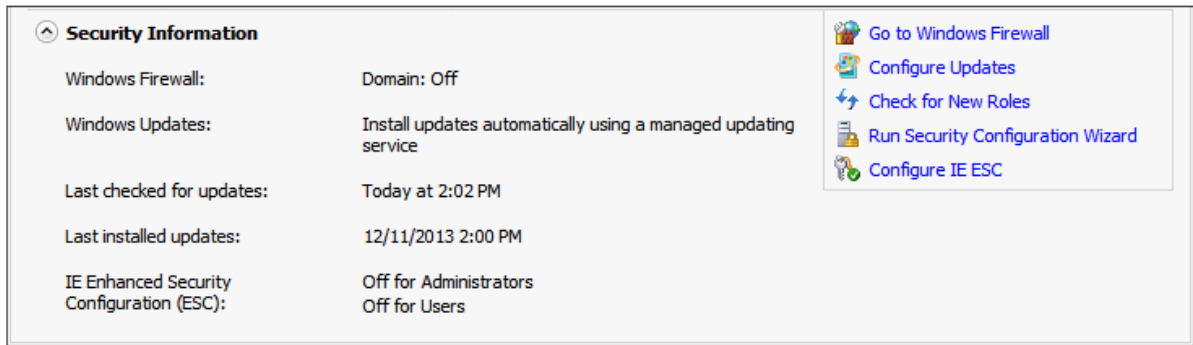 Security Information
Windows Firewall: Domain: Off
Windows Updates: Install updates automatically using a managed updating
service
Last checked for updates: Today at 2:02 PM
Last installed updates: 12/11/2013 2:00 PM
IE Enhanced Security Off for Administrators
Configuration (ESC): Off for Users
Go to Windows Firewall
Configure Updates
Check for New Roles
Run Security Configuration Wizard
Configure IE ESC